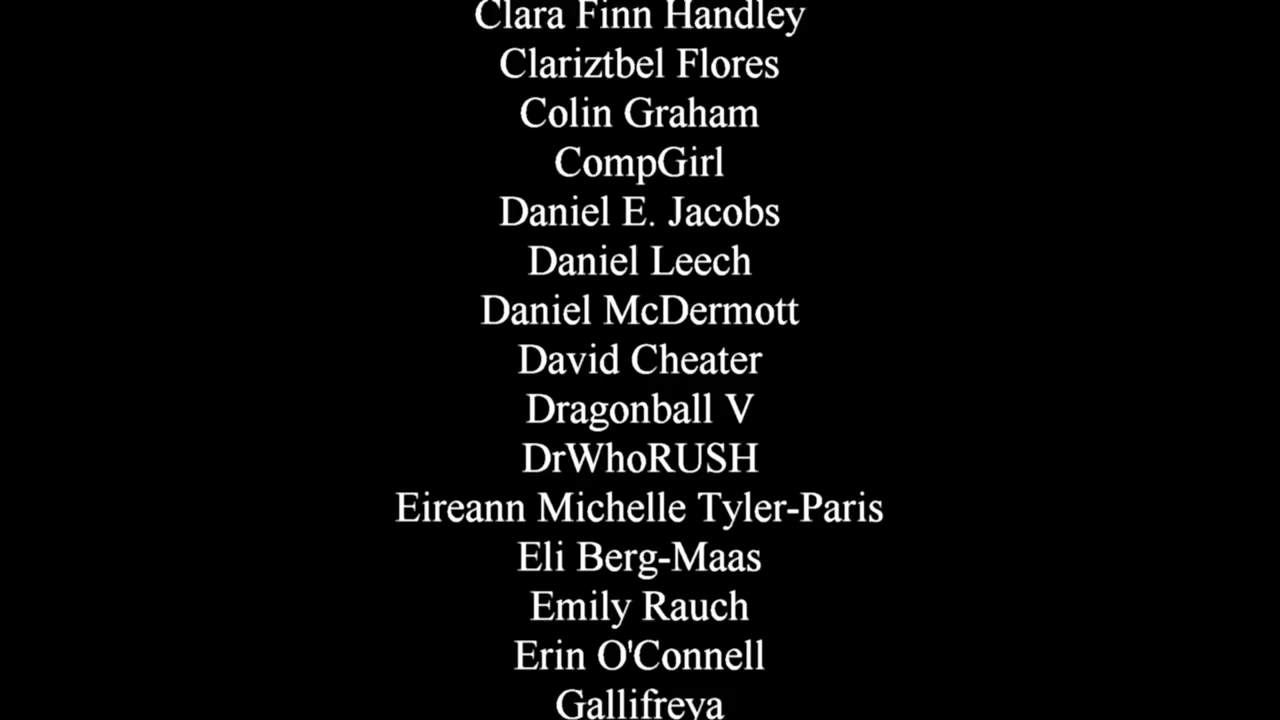 Clara Finn Handley
Clariztbel Flores
Colin Graham
CompGirl
Daniel E. Jacobs
Daniel Leech
Daniel McDermott
David Cheater
Dragonball V
DrWhoRUSH
Eireann Michelle Tyler-Paris
Eli Berg-Maas
Emily Rauch
Erin O'Connell
Gallifreya